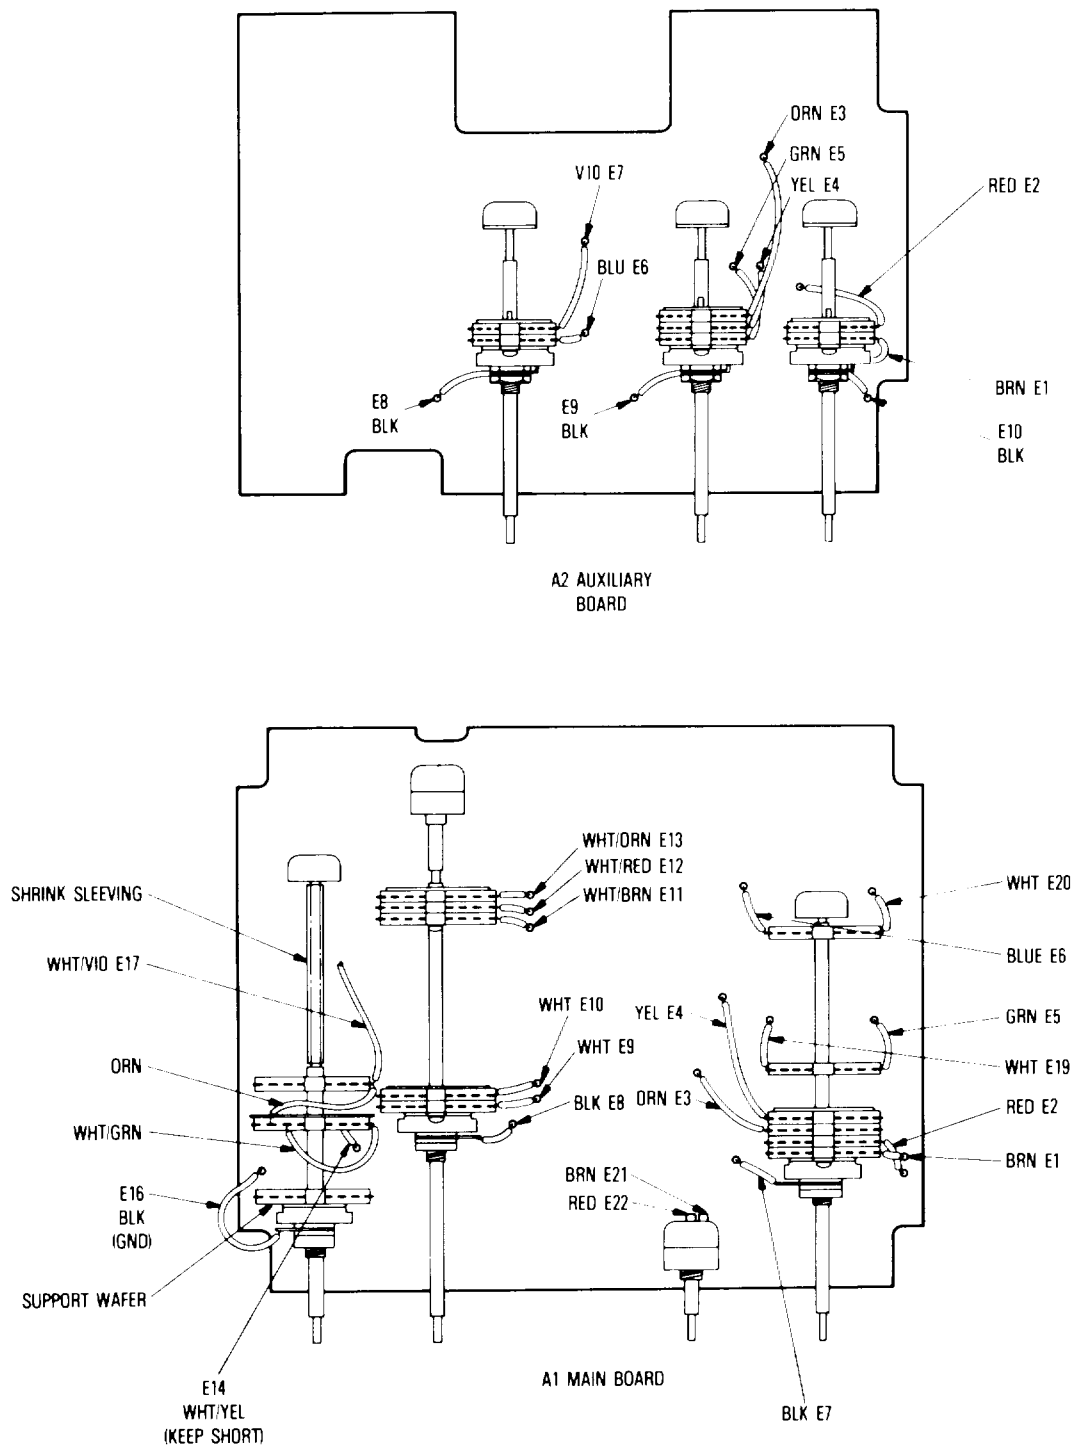 ORN E3
GRN E5
V10 E7
YEL E4
RED E2
BLU E6
BRN E1
E8
BLK
E9
BLK
E10
BLK
A2 AUXILIARY
BOARD
WHT/ORN E13
WHT/RED E12
SHRINK SLEEVING
WHT/BRN E11
WHT E20
WHT/VIO E17
BLUE E6
WHT E10
YEL E4
GRN E5
WHT E9
ORN
WHT E19
BLK E8
ORN E3
RED E2
WHT/GRN
BRN E1
BRN E21
RED E22
E16
BLK
(GND)
SUPPORT WAFER
A1 MAIN BOARD
E14
WHT/YEL
(KEEP SHORT)
BLK E7